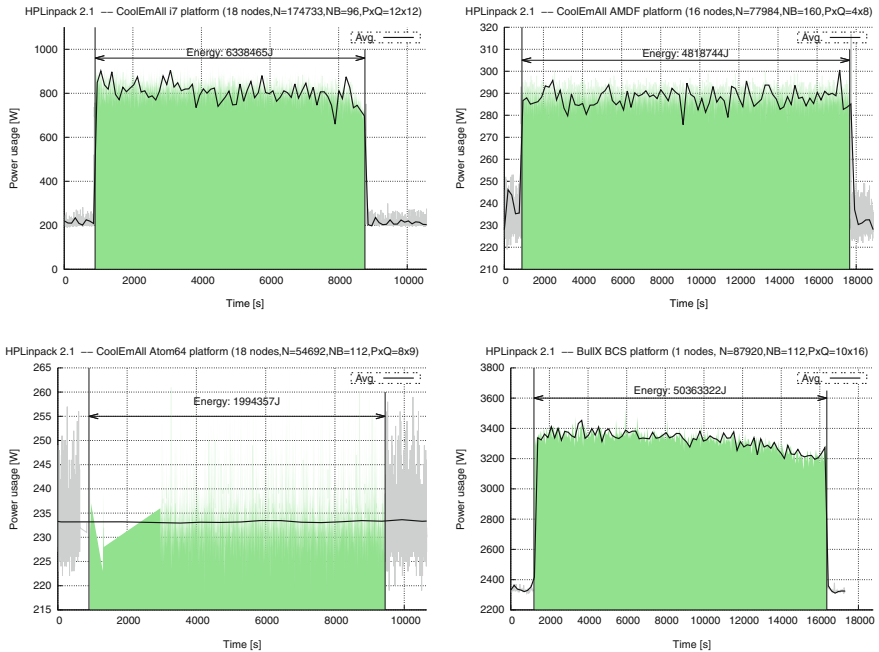 HPLinpack 2.1 −− CoolEmAll i7 platform (18 nodes,N=174733,NB=96,PxQ=12x12)
Avg.
Energy: 6338465J
Power usage [W]
1000
800
600
400
200
0
0 2000 4000 6000 8000 10000
Time [s]
HPLinpack 2.1 −− CoolEmAll AMDF platform (16 nodes,N=77984,NB=160,PxQ=4x8)
Avg.
Energy: 4818744J
Power usage [W]
320
310
300
290
280
270
260
250
240
230
220
210
0 2000 4000 6000 8000 10000 12000 14000 16000 18000
Time [s]
HPLinpack 2.1 −− CoolEmAll Atom64 platform (18 nodes,N=54692,NB=112,PxQ=8x9)
Avg.
Energy: 1994357J
Power usage [W]
265
260
255
250
245
240
235
230
225
220
215
0 2000 4000 6000 8000 10000
Time [s]
HPLinpack 2.1 −− BullX BCS platform (1 nodes, N=87920,NB=112,PxQ=10x16)
Avg.
Energy: 50363322J
Power usage [W]
3800
3600
3400
3200
3000
2800
2600
2400
2200
0 2000 4000 6000 8000 10000 12000 14000 16000 18000
Time [s]